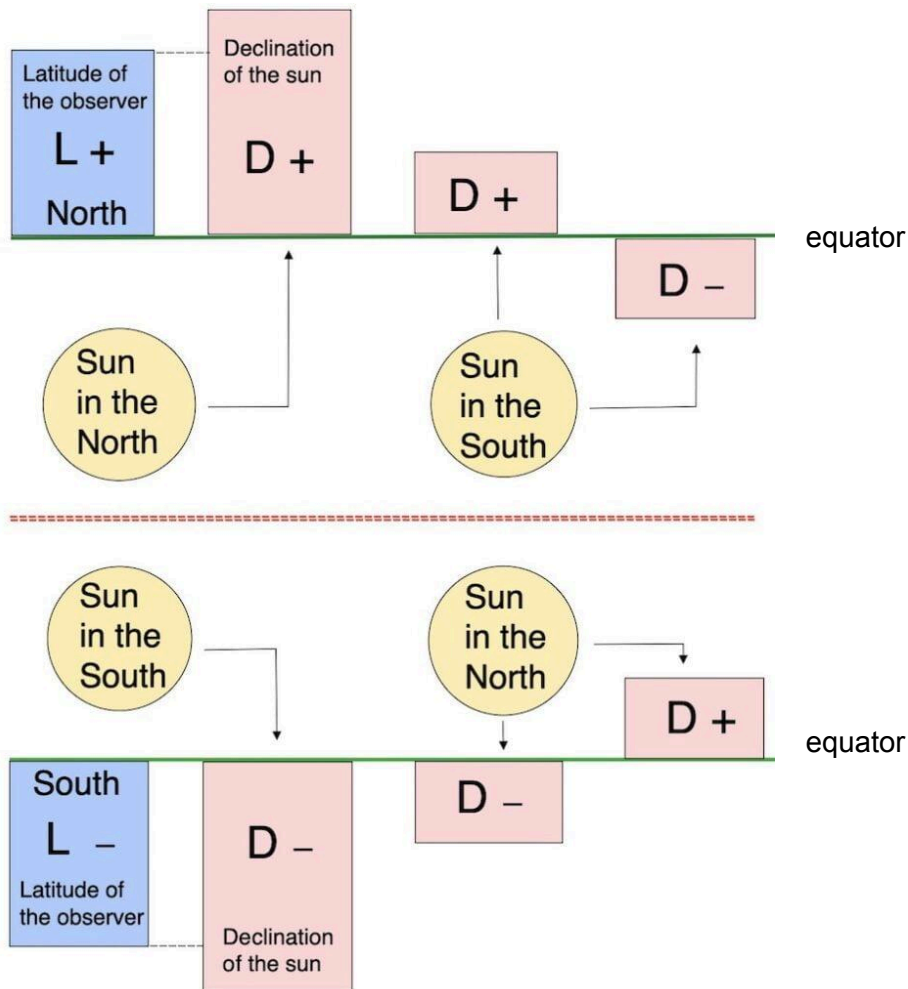 Latitude of
the observer
L +
North
Declination
of the sun
D +
D +
equator
D –
Sun
in the
North
Sun
in the
South
Sun
in the
South
Sun
in the
North
D +
equator
South
L –
Latitude of
the observer
D –
Declination
of the sun
D –